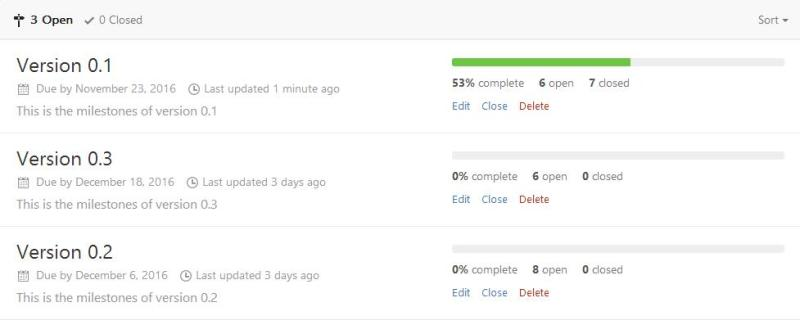 3 Open 0 Closed Sort
Version 0.1
Due by November 23, 2016 Last updated 1 minute ago
This is the milestones of version 0.1
53% complete 6 open 7 closed
Edit Close Delete
Version 0.3
Due by December 18, 2016 Last updated 3 days ago
This is the milestones of version 0.3
0% complete 6 open 0 closed
Edit Close Delete
Version 0.2
Due by December 6, 2016 Last updated 3 days ago
This is the milestones of version 0.2
0% complete 8 open 0 closed
Edit Close Delete